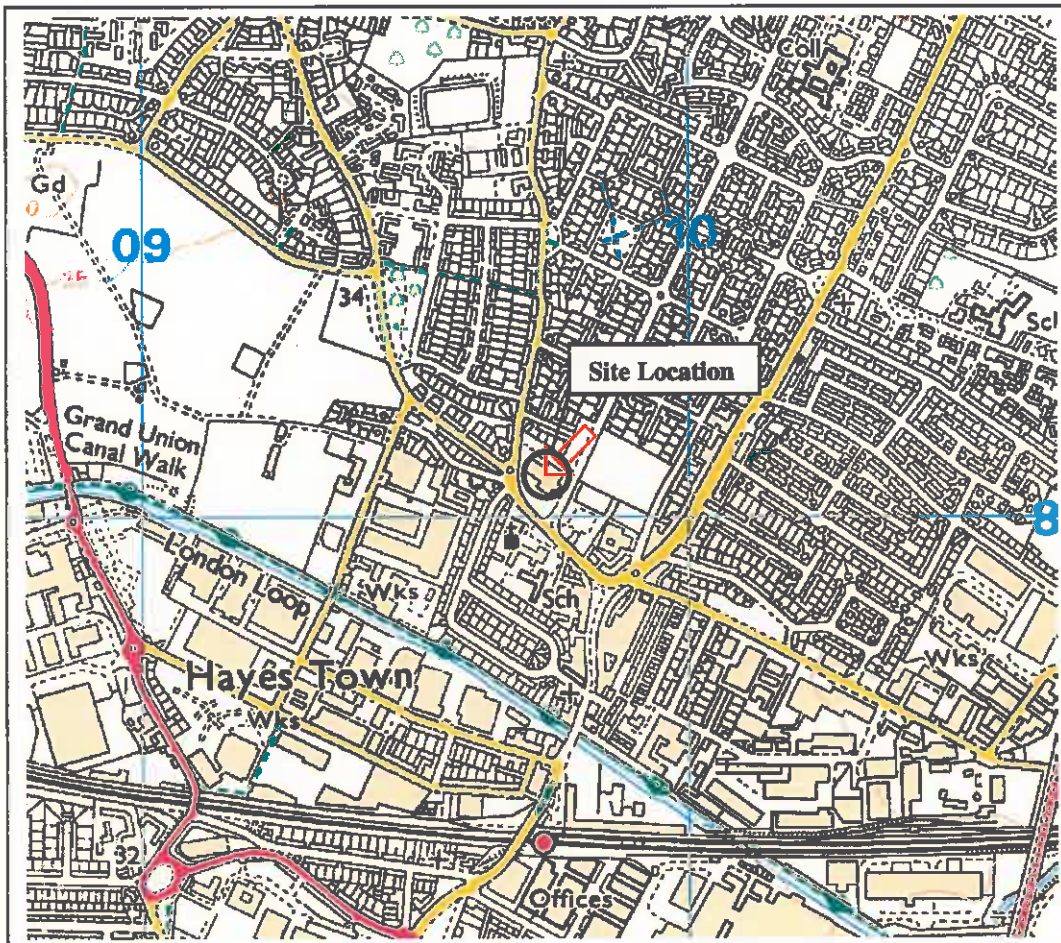 Coll
Gd
09
10
25
34
Scl
Site Location
Grand Union
Canal Walk
8
London Loop
Wks
Sch
Hayes Town
Wks
Wks
32
Offices